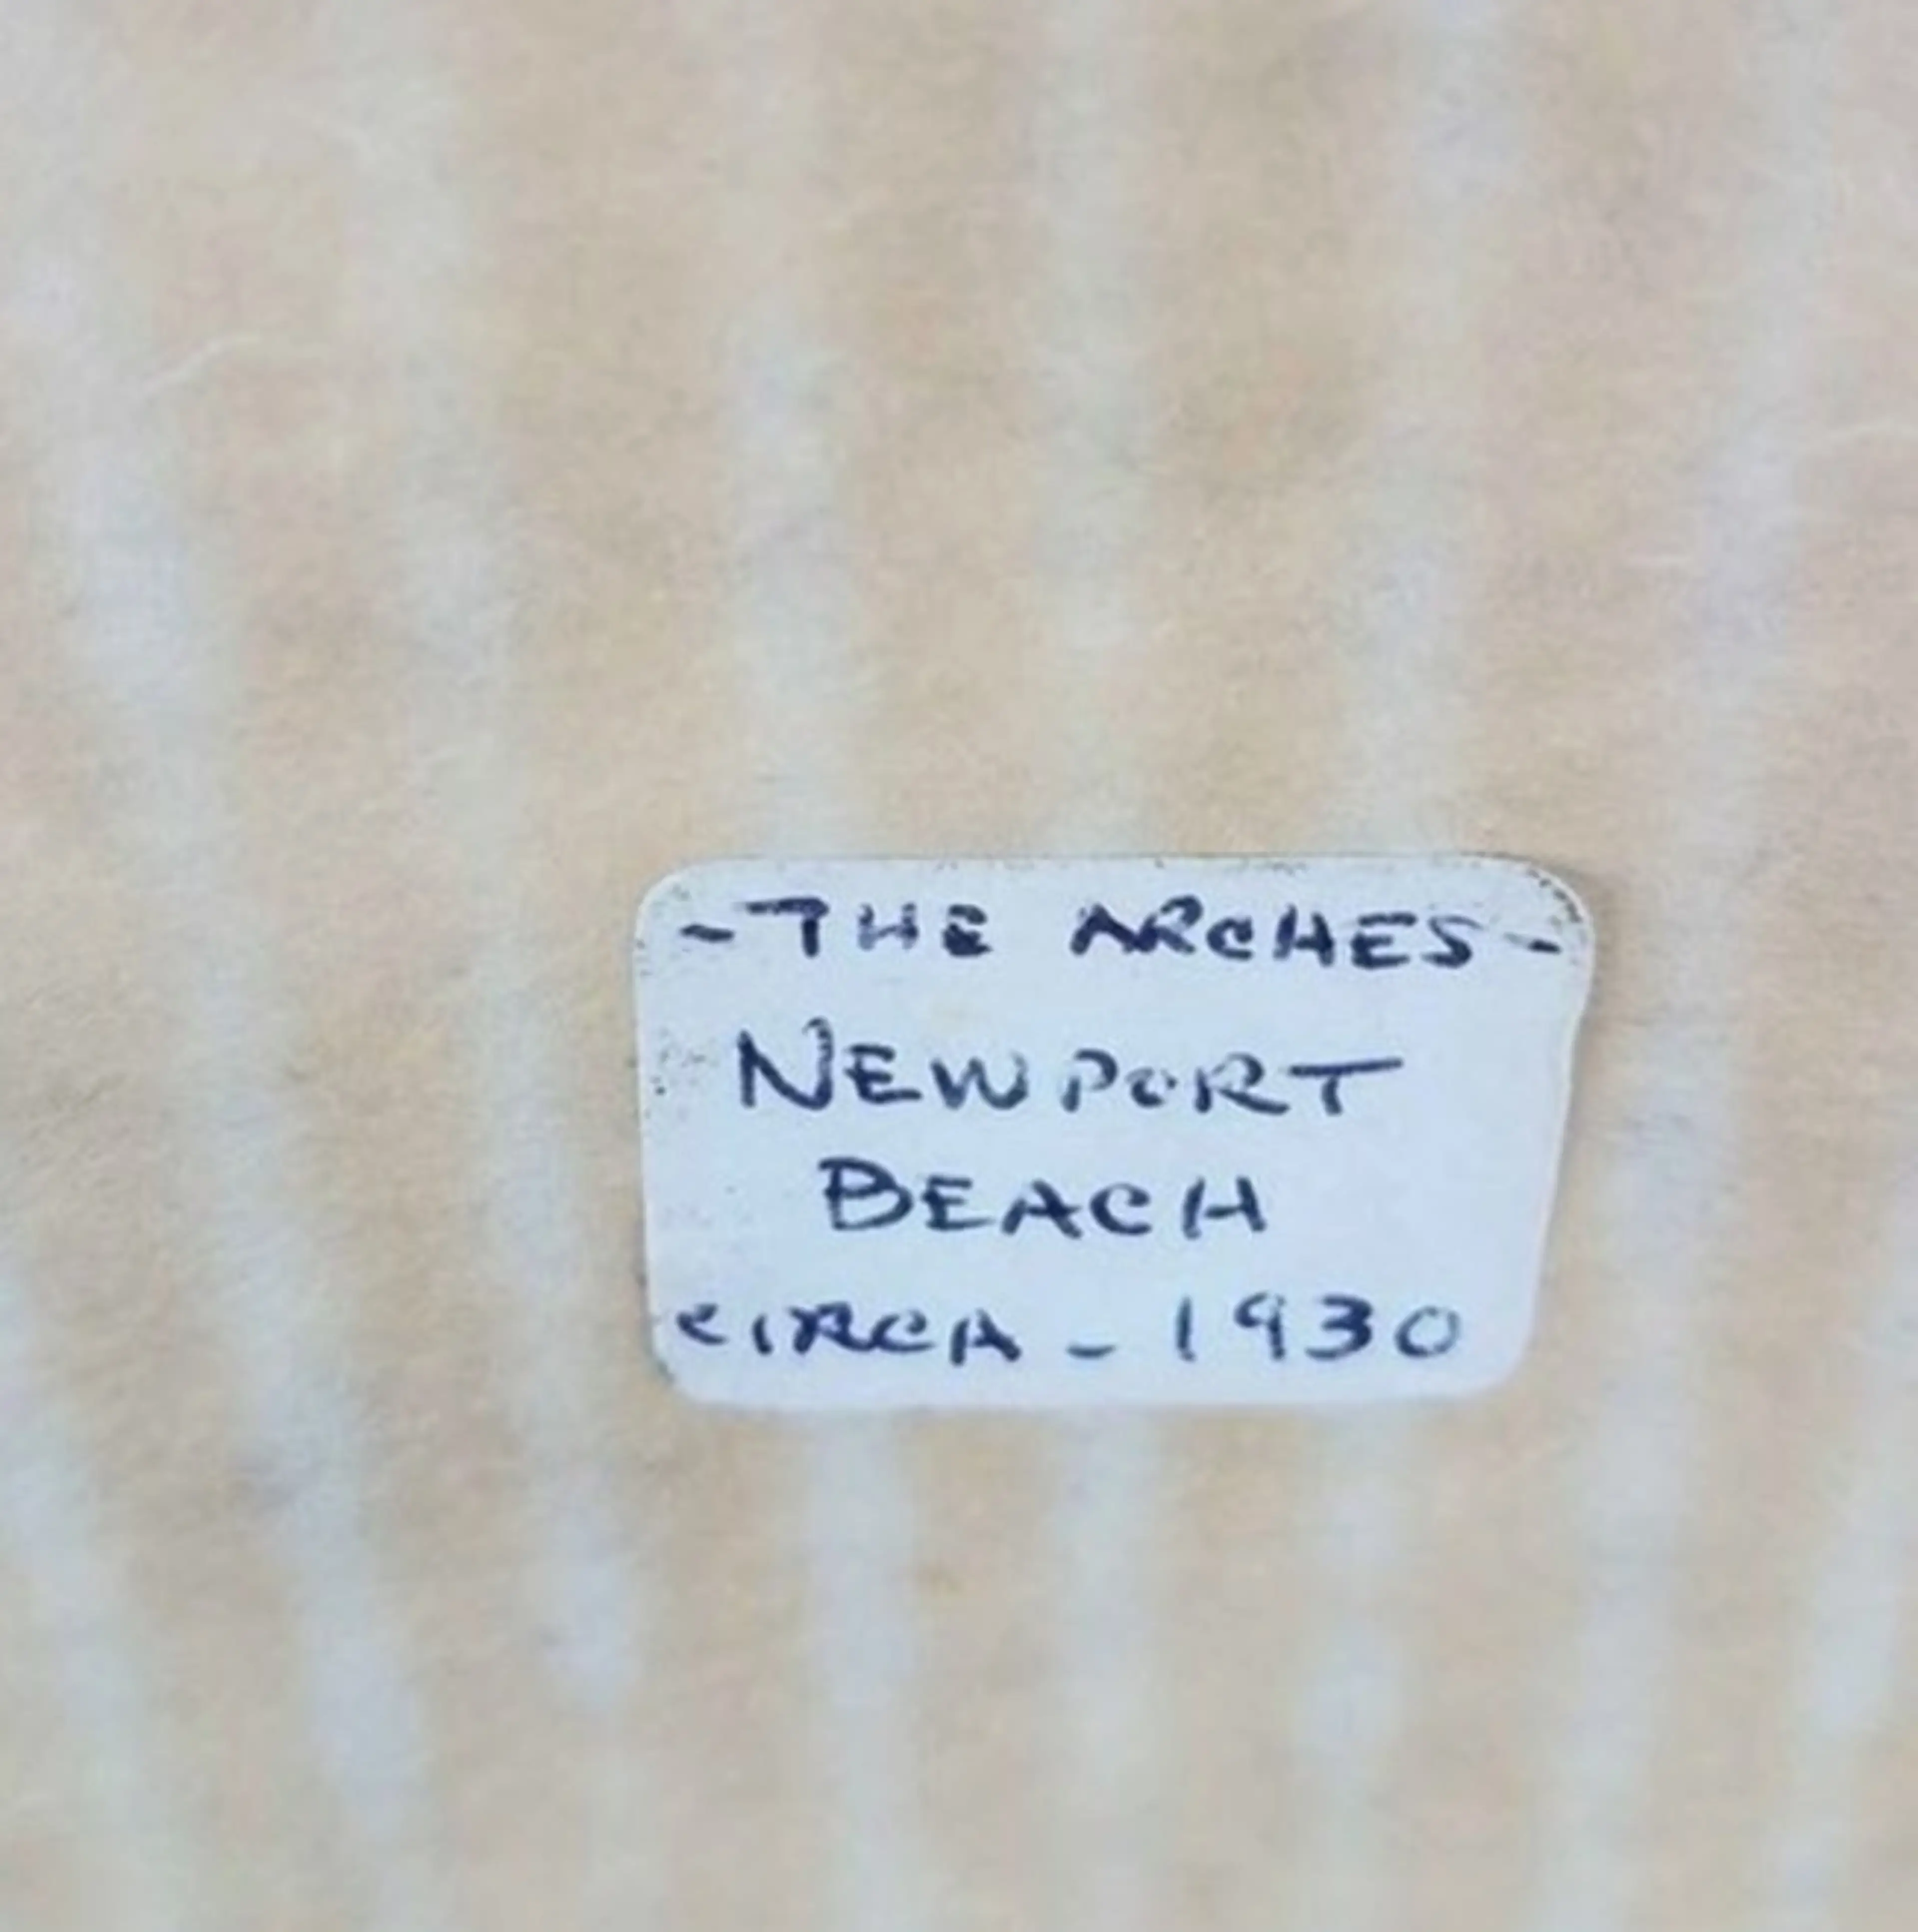 - THE ARCHES -
NEWPORT
BEACH
CIRCA - 1930